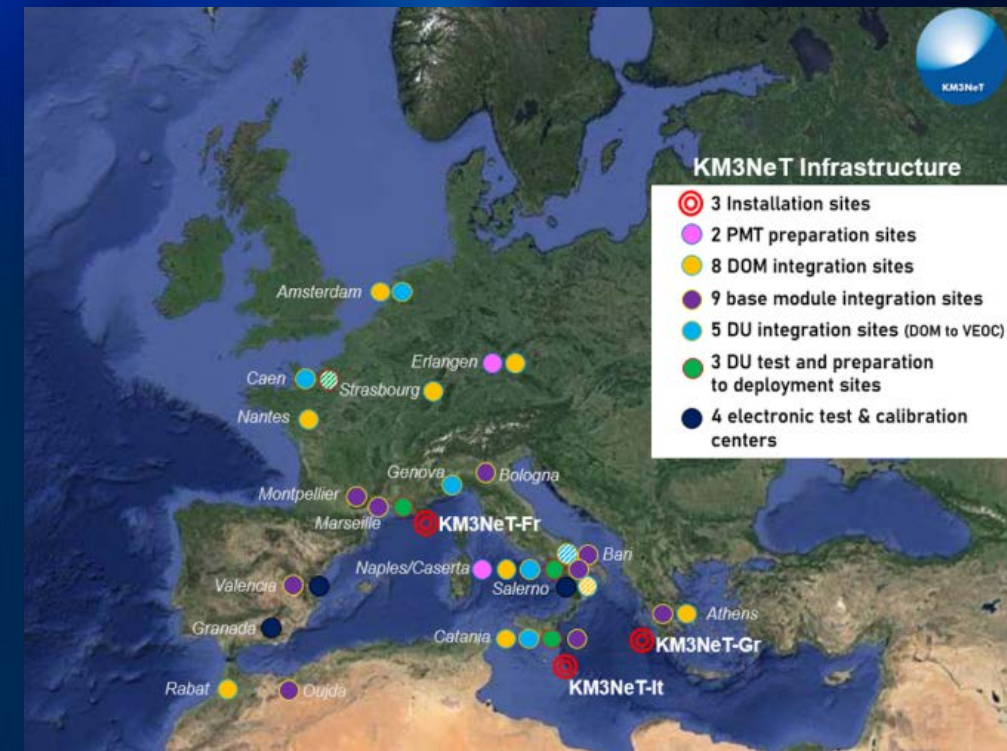 KM3NeT
KM3NeT Infrastructure
3 Installation sites
2 PMT preparation sites
8 DOM integration sites
9 base module integration sites
5 DU integration sites (DOM to VEOC)
3 DU test and preparation
to deployment sites
4 electronic test & calibration
centers
Amsterdam
Erlangen
Caen
Strasbourg
Nantes
Genova
Bologna
Montpellier
Marseille
KM3NeT-Fr
Bari
Naples/Caserta
Salerno
Valencia
Athens
Granada
Catania
KM3NeT-Gr
KM3NeT-It
Rabat
Oujda